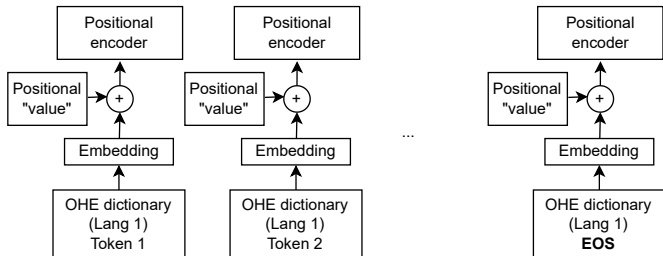 Positional
encoder
Positional
encoder
Positional
encoder
Positional
"value"
+
Positional
"value"
+
Positional
"value"
+
Embedding
Embedding
...
Embedding
OHE dictionary
(Lang 1)
Token 1
OHE dictionary
(Lang 1)
Token 2
OHE dictionary
(Lang 1)
EOS